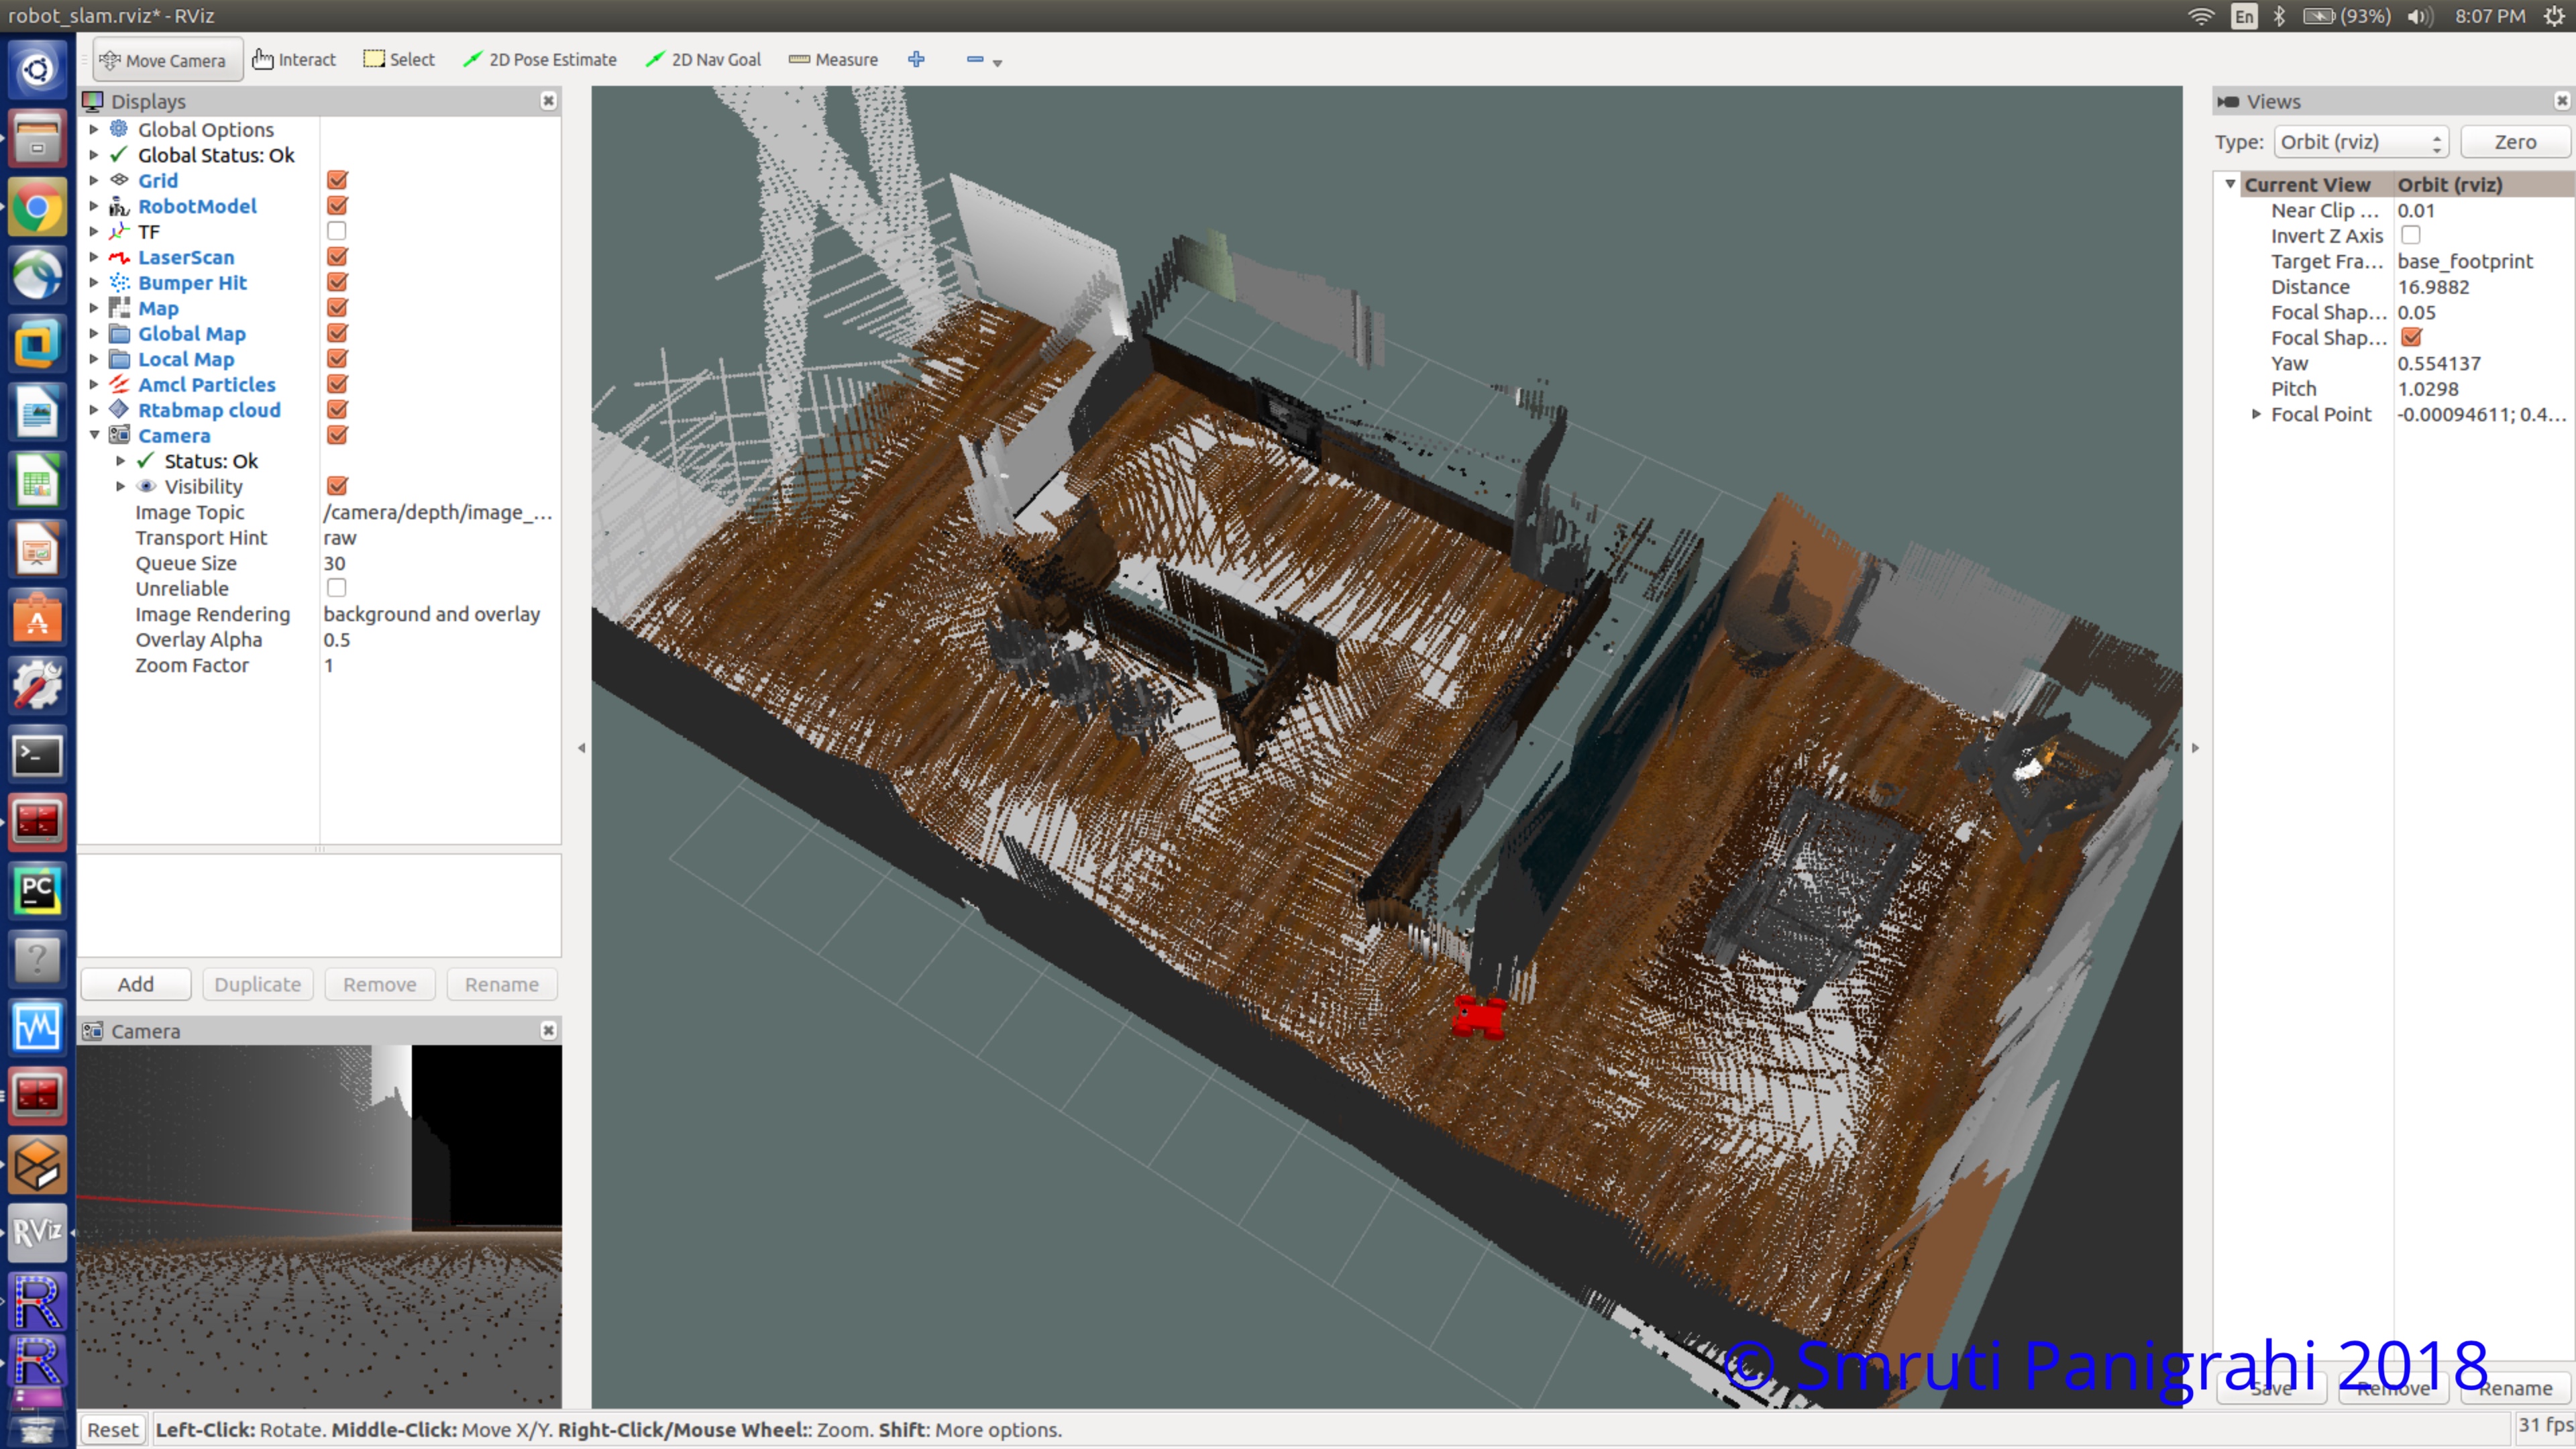 robot_slam.rviz* - RViz
En (93%) 8:07 PM
Move Camera Interact Select 2D Pose Estimate 2D Nav Goal Measure
Displays
Global Options
Global Status: Ok
Grid
RobotModel
TF
LaserScan
Bumper Hit
Map
Global Map
Local Map
Amcl Particles
Rtabmap cloud
Camera
Status: Ok
Visibility
Image Topic /camera/depth/image_...
Transport Hint raw
Queue Size 30
Unreliable
Image Rendering background and overlay
Overlay Alpha 0.5
Zoom Factor 1
Add Duplicate Remove Rename
Camera
Views
Type: Orbit (rviz) Zero
Current View Orbit (rviz)
Near Clip ... 0.01
Invert Z Axis
Target Fra... base_footprint
Distance 16.9882
Focal Shap... 0.05
Focal Shap...
Yaw 0.554137
Pitch 1.0298
Focal Point -0.00094611; 0.4...
PC
RViz
R
R
© Smruti Panigrahi 2018
Save Remove Rename
Reset Left-Click: Rotate. Middle-Click: Move X/Y. Right-Click/Mouse Wheel:: Zoom. Shift: More options.
31 fps